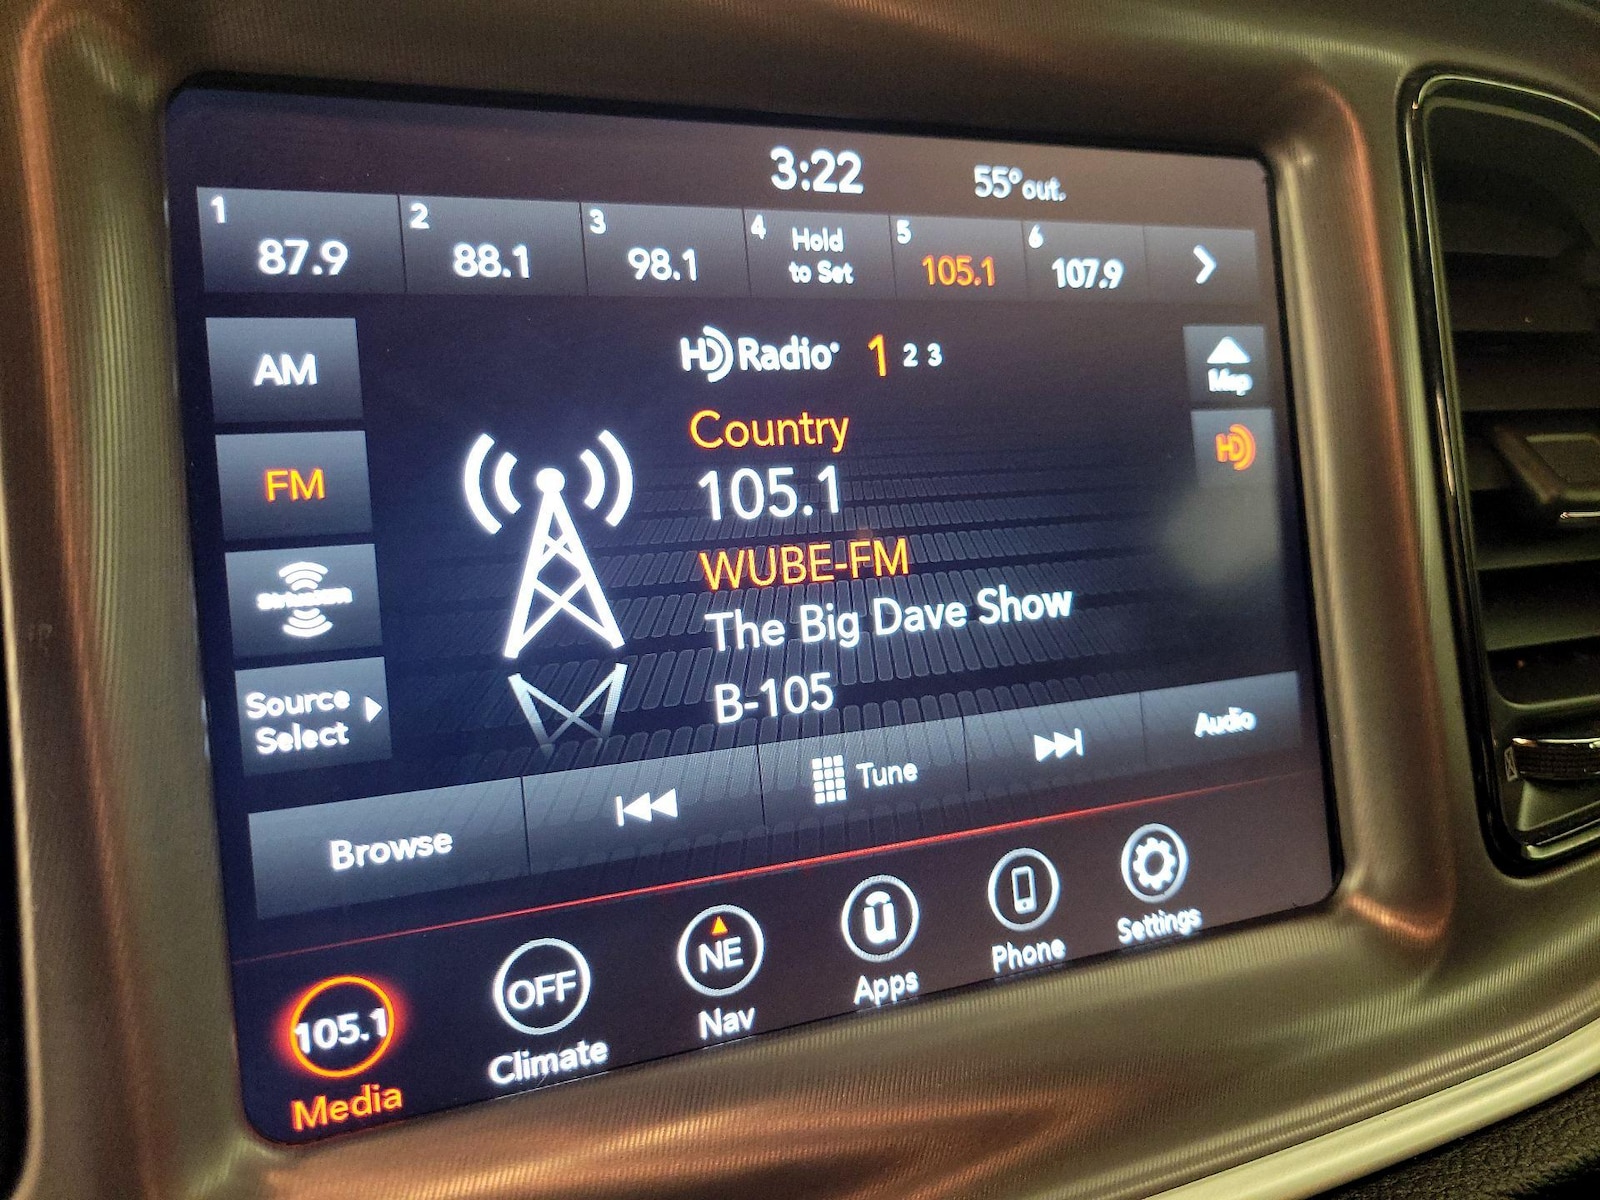 3:22
55° out.
1
87.9
2
88.1
3
98.1
4
Hold
to Set
5
105.1
6
107.9
AM
FM
SiriusXM
Source
Select
HD Radio
1 2 3
Country
105.1
WUBE-FM
The Big Dave Show
B-105
Map
HD
Browse
Tune
Audio
105.1
Media
OFF
Climate
NE
Nav
ū
Apps
Phone
Settings